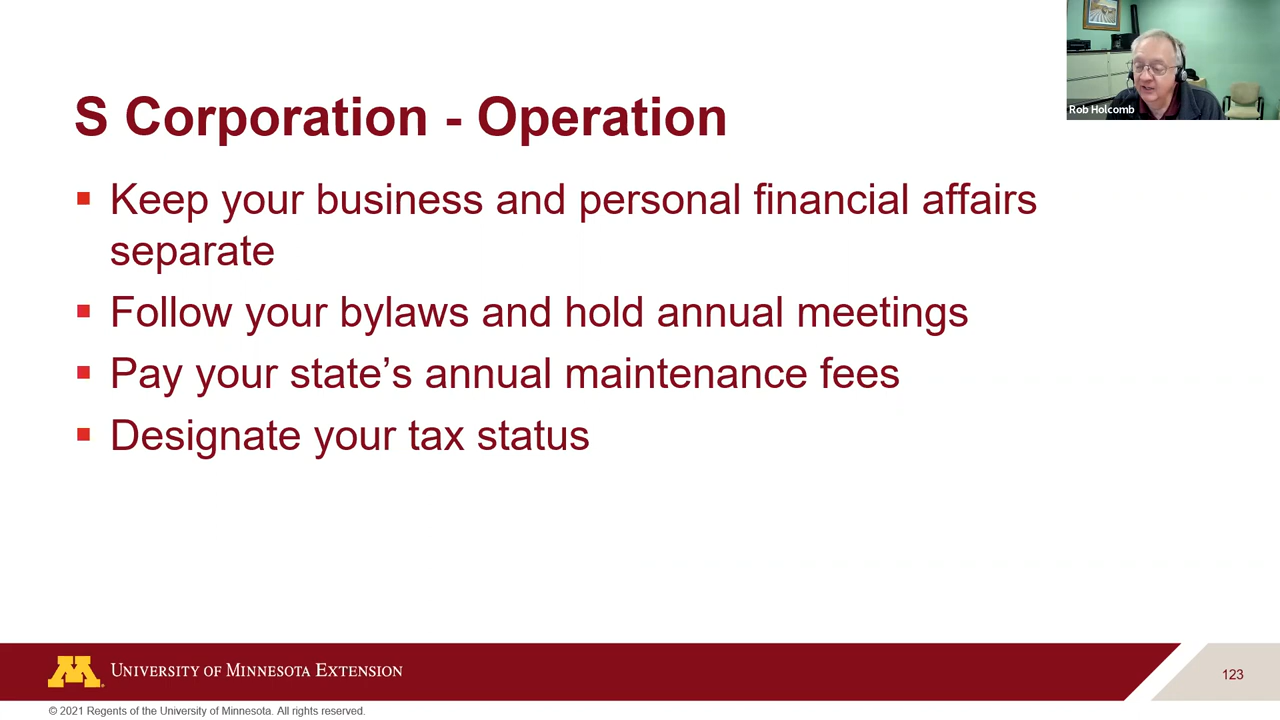 Rob Holcomb
S Corporation - Operation
▪ Keep your business and personal financial affairs
separate
▪ Follow your bylaws and hold annual meetings
▪ Pay your state’s annual maintenance fees
▪ Designate your tax status
M
UNIVERSITY OF MINNESOTA EXTENSION
123
© 2021 Regents of the University of Minnesota. All rights reserved.